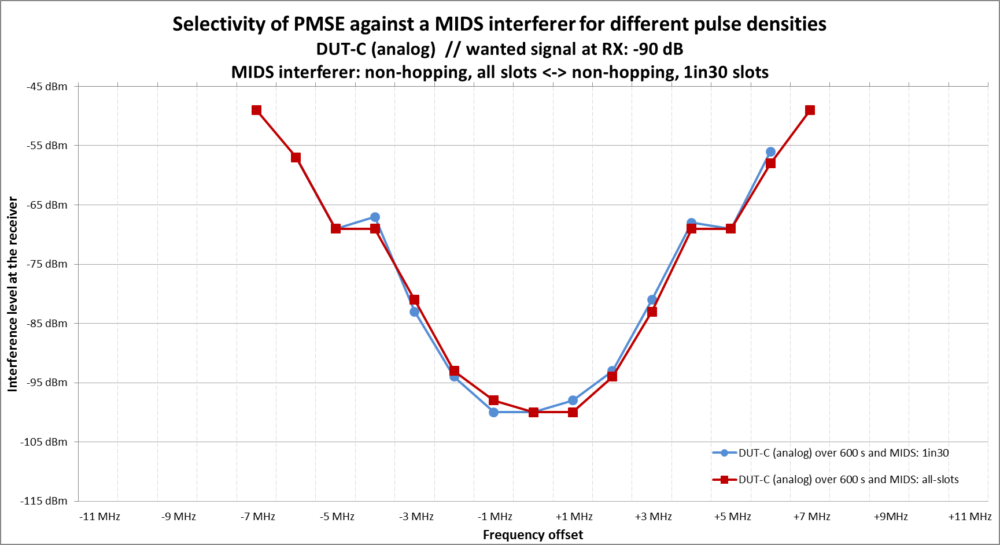 Selectivity of PMSE against a MIDS interferer for different pulse densities
DUT-C (analog)  // wanted signal at RX: -90 dB
MIDS interferer: non-hopping, all slots <-> non-hopping, 1in30 slots
-45 dBm
-55 dBm
-65 dBm
-75 dBm
-85 dBm
-95 dBm
-105 dBm
-115 dBm
Interference level at the receiver
DUT-C (analog) over 600 s and MIDS: 1in30
DUT-C (analog) over 600 s and MIDS: all-slots
-11 MHz -9 MHz -7 MHz -5 MHz -3 MHz -1 MHz +1 MHz +3 MHz +5 MHz +7 MHz +9MHz +11 MHz
Frequency offset